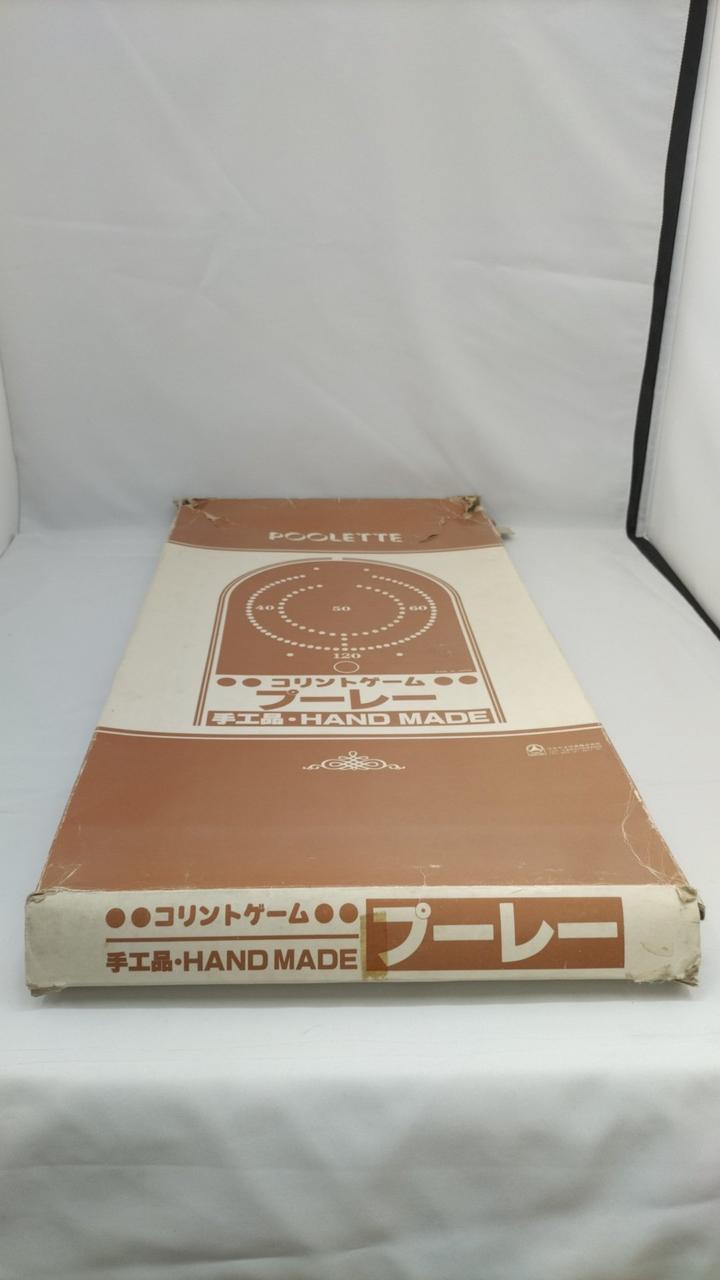 POOLETTE
40 50 60
120
コリントゲーム
プーレー
手工品・HAND MADE
コリントゲーム
手工品・HAND MADE
プーレー